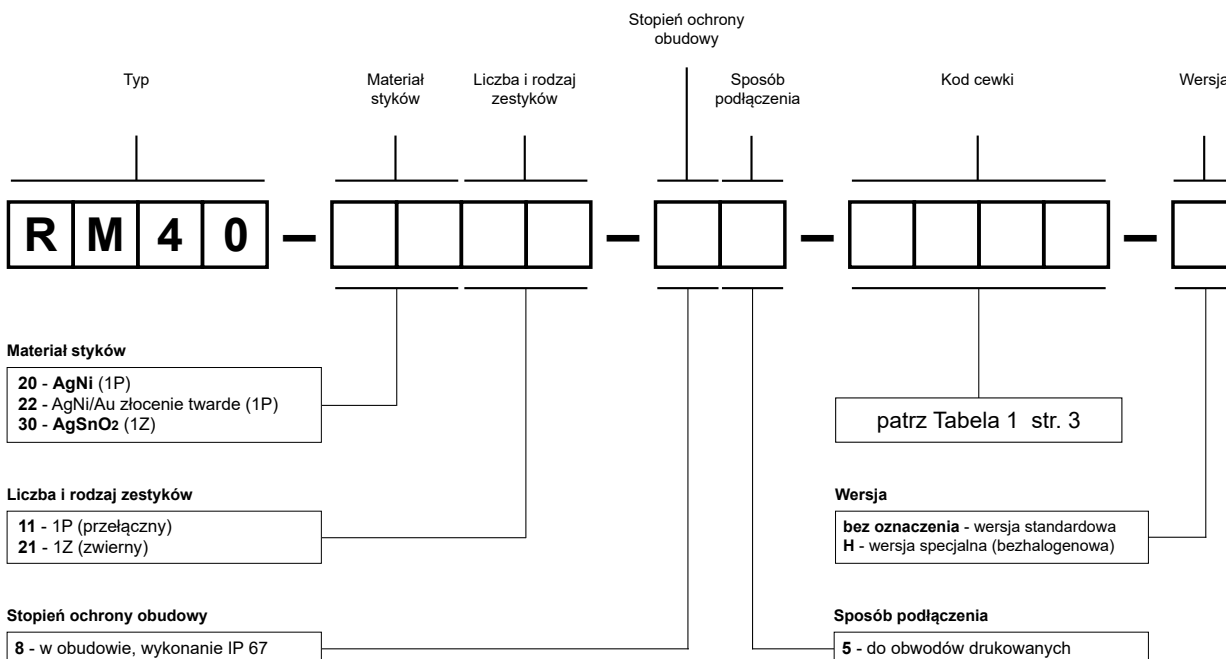 Stopień ochrony
obudowy
Typ
Materiał
styków
Liczba i rodzaj
zestyków
Sposób
podłączenia
Kod cewki
Wersja
R M 4 0 – – – –
Materiał styków
20 - AgNi (1P)
22 - AgNi/Au złocenie twarde (1P)
30 - AgSnO2 (1Z)
patrz Tabela 1 str. 3
Liczba i rodzaj zestyków
11 - 1P (przełączny)
21 - 1Z (zwierny)
Wersja
bez oznaczenia - wersja standardowa
H - wersja specjalna (bezhalogenowa)
Stopień ochrony obudowy
8 - w obudowie, wykonanie IP 67
Sposób podłączenia
5 - do obwodów drukowanych